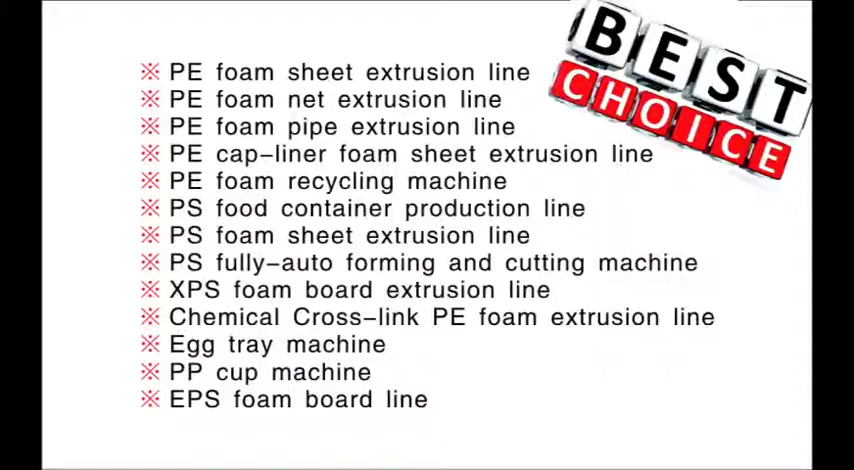 BEST
CHOICE
※ PE foam sheet extrusion line
※ PE foam net extrusion line
※ PE foam pipe extrusion line
※ PE cap-liner foam sheet extrusion line
※ PE foam recycling machine
※ PS food container production line
※ PS foam sheet extrusion line
※ PS fully-auto forming and cutting machine
※ XPS foam board extrusion line
※ Chemical Cross-link PE foam extrusion line
※ Egg tray machine
※ PP cup machine
※ EPS foam board line